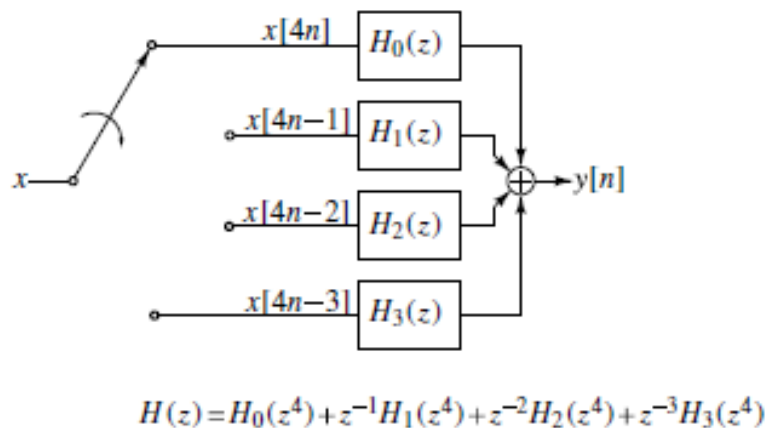 x[4n] H₀(z)
x[4n−1] H₁(z)
x y[n]
x[4n−2] H₂(z)
x[4n−3] H₃(z)
H(z)=H₀(z⁴)+z⁻¹H₁(z⁴)+z⁻²H₂(z⁴)+z⁻³H₃(z⁴)